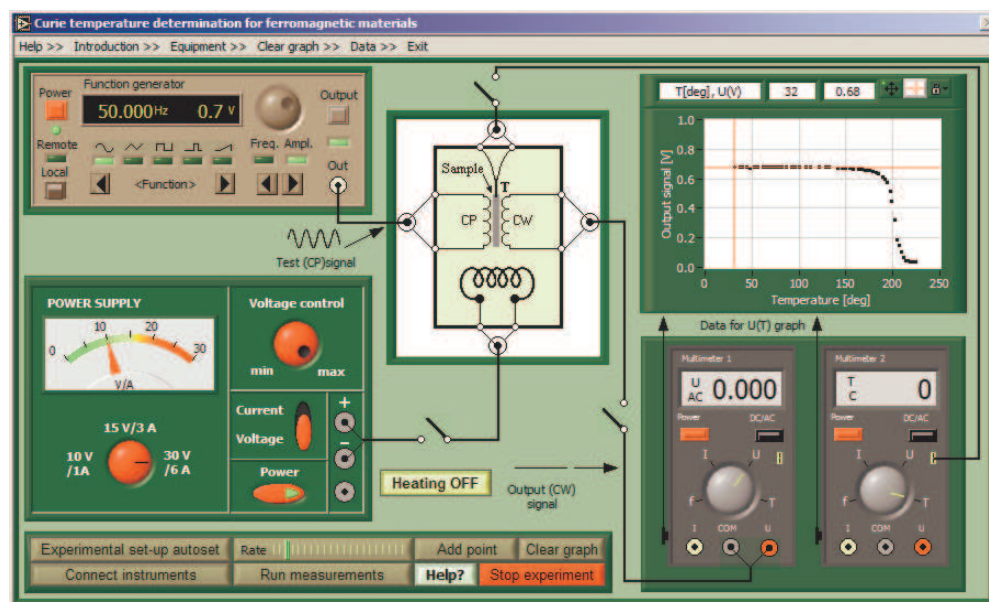 Curie temperature determination for ferromagnetic materials
Help >> Introduction >> Equipment >> Clear graph >> Data >> Exit
Function generator
Power
50.000Hz 0.7 V
Output
Remote
Freq. Ampl.
Local
<Function>
Out
Test (CP)signal
Sample
T
CP
CW
T[deg], U(V) 32 0.68
Output signal [V]
1.0
0.8
0.6
0.4
0.2
0.0
0 50 100 150 200 250
Temperature [deg]
Data for U(T) graph
POWER SUPPLY
0 10 20 30
V/A
15 V/3 A
10 V
/1A
30 V
/6 A
Voltage control
min max
Current
Voltage
+
−
Power
Heating OFF
Output (CW)
signal
Multimeter 1
U
AC
0.000
Power
DC/AC
I U
f T
I COM U
Multimeter 2
T
C
0
Power
DC/AC
I U
f T
I COM U
Experimental set-up autoset
Rate
Add point
Clear graph
Connect instruments
Run measurements
Help?
Stop experiment